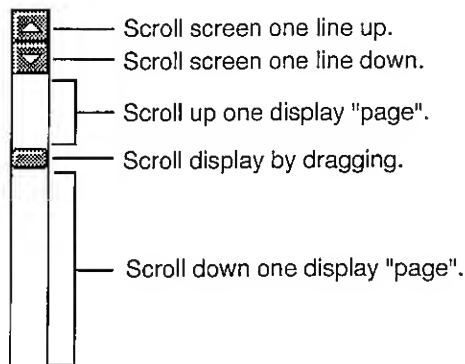 Scroll screen one line up.
Scroll screen one line down.
Scroll up one display "page".
Scroll display by dragging.
Scroll down one display "page".